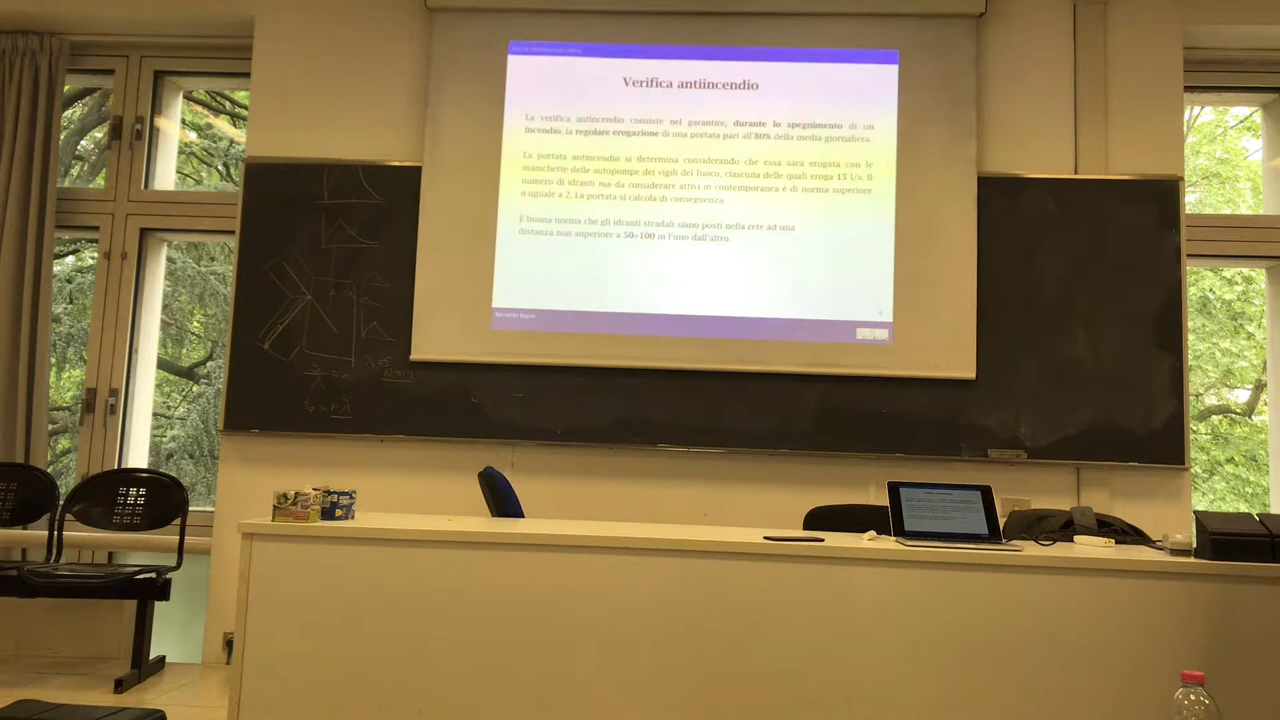 Verifica antiincendio
La verifica antincendio consiste nel garantire, durante lo spegnimento di un
incendio, la regolare erogazione di una portata pari all'80% della media giornaliera.
La portata antincendio si determina considerando che essa sarà erogata con le
manichette delle autopompe dei vigili del fuoco, ciascuna delle quali eroga 15 l/s. Il
numero di idranti da considerare attivi in contemporanea è di norma superiore
o uguale a 2. La portata si calcola di conseguenza.
È buona norma che gli idranti stradali siano posti nella rete ad una
distanza non superiore a 50÷100 m l'uno dall'altro.
Riccardo Rigon